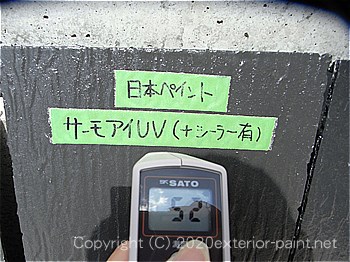 日本ペイント
サーモアイUV(+シーラー有)
SK SATO
52
Copyright (C) 2020exterior-paint.net